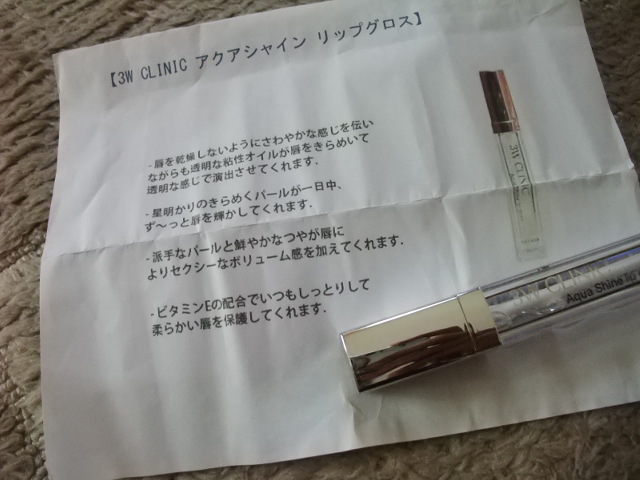 【3W CLINIC アクアシャイン リップグロス】
- 唇を乾燥しないようにさわやかな感じを伝い
ながらも透明な粘性オイルが唇をきらめいて
透明な感じで演出させてくれます.
- 星明かりのきらめくパールが一日中、
ず～っと唇を輝かしてくれます.
- 派手なパールと鮮やかなつやが唇に
よりセクシーなボリューム感を加えてくれます.
- ビタミンEの配合でいつもしっとりして
柔らかい唇を保護してくれます.
3W CLINIC
3W CLINIC
Aqua Shine